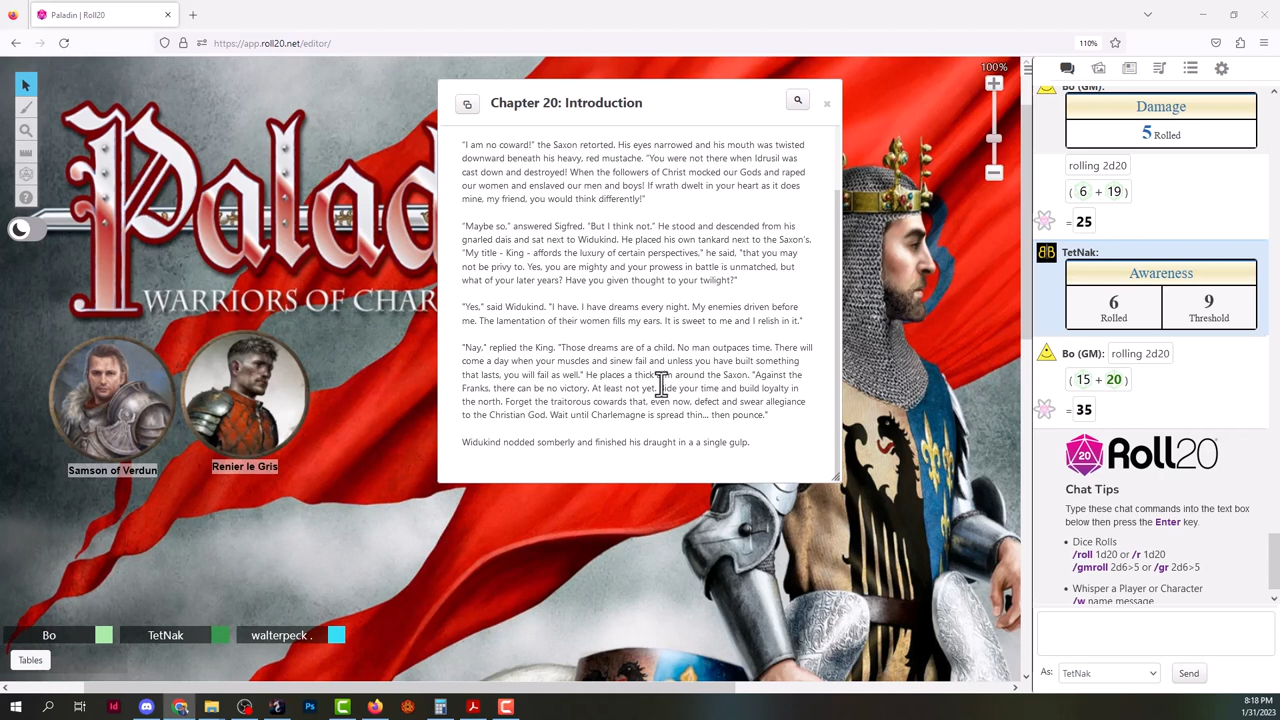 Paladin | Roll20
https://app.roll20.net/editor/
110%
Palad
WARRIORS OF CHAR
100%
Samson of Verdun
Renier le Gris
Bo
TetNak
walterpeck .
Tables
Chapter 20: Introduction
"I am no coward!" the Saxon retorted. His eyes narrowed and his mouth was twisted
downward beneath his heavy, red mustache. "You were not there when Idrusil was
cast down and destroyed! When the followers of Christ mocked our Gods and raped
our women and enslaved our men and boys! If wrath dwelt in your heart as it does
mine, my friend, you would think differently!"
"Maybe so," answered Sigfred. "But I think not." He stood and descended from his
gnarled dais and sat next to Widukind. He placed his own tankard next to the Saxon's.
"My title - King - affords the luxury of certain perspectives," he said, "that you may
not be privy to. Yes, you are mighty and your prowess in battle is unmatched, but
what of your later years? Have you given thought to your twilight?"
"Yes," said Widukind. "I have. I have dreams every night. My enemies driven before
me. The lamentation of their women fills my ears. It is sweet to me and I relish in it."
"Nay," replied the King. "Those dreams are of a child. No man outpaces time. There will
come a day when your muscles and sinew fail and unless you have built something
that lasts, you will fail as well." He places a thick around the Saxon. "Against the
Franks, there can be no victory. At least not yet. your time and build loyalty in
the north. Forget the traitorous cowards that, even now, defect and swear allegiance
to the Christian God. Wait until Charlemagne is spread thin... then pounce."
Widukind nodded somberly and finished his draught in a a single gulp.
Bo (GM):
Damage
5 Rolled
rolling 2d20
( 6 + 19 )
= 25
TetNak:
Awareness
6 9
Rolled Threshold
Bo (GM): rolling 2d20
( 15 + 20 )
= 35
20 Roll20
Chat Tips
Type these chat commands into the text box
below then press the Enter key.
• Dice Rolls
/roll 1d20 or /r 1d20
/gmroll 2d6>5 or /gr 2d6>5
• Whisper a Player or Character
/w name message
As: TetNak Send
8:18 PM
1/31/2023